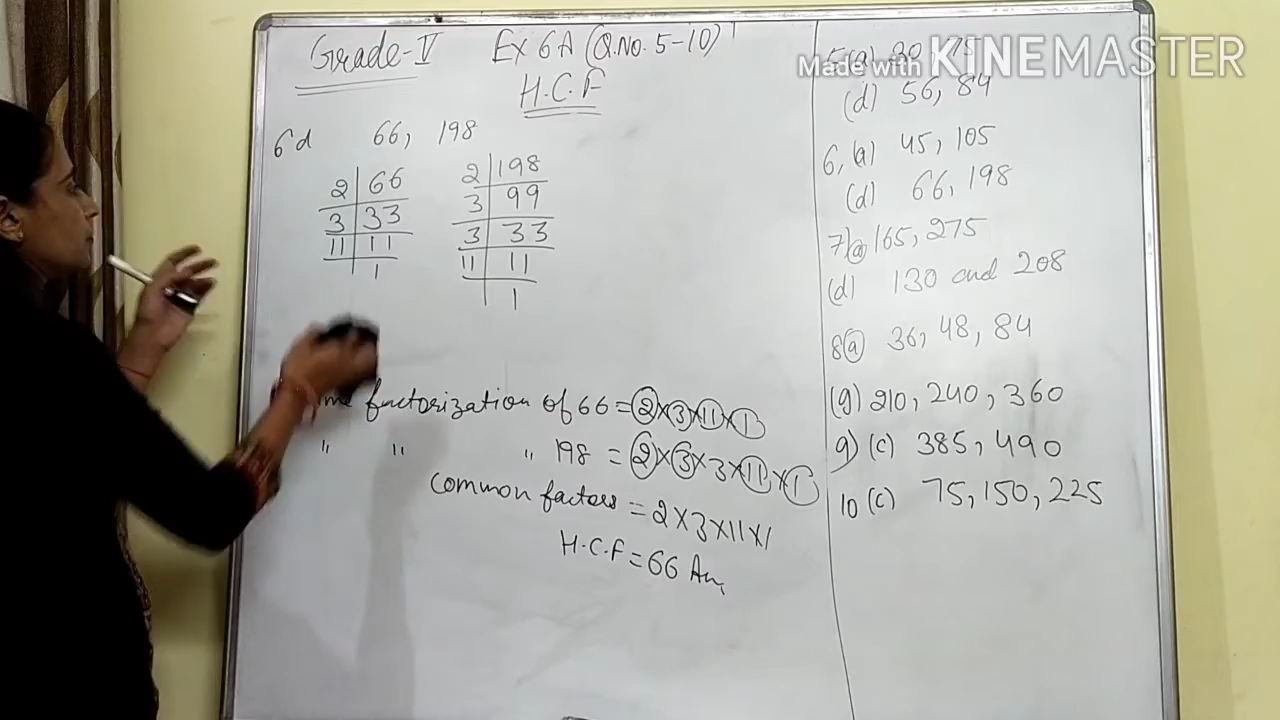 Grade-V Ex 6A (Q.NO. 5-10)
H.C.F
6d 66, 198
2 | 66
3 | 33
11 | 11
1
2 | 198
3 | 99
3 | 33
11 | 11
1
factorization of 66 = 2×3×11×1
" " " 198 = 2×3×3×11×1
Common factors = 2×3×11×1
H.C.F = 66 Ans
Made with KINEMASTER
5(a) 30, 75
(d) 56, 84
6,(a) 45, 105
(d) 66, 198
7)(a) 165, 275
(d) 130 and 208
8(a) 36, 48, 84
(g) 210, 240, 360
9) (c) 385, 490
10 (c) 75, 150, 225